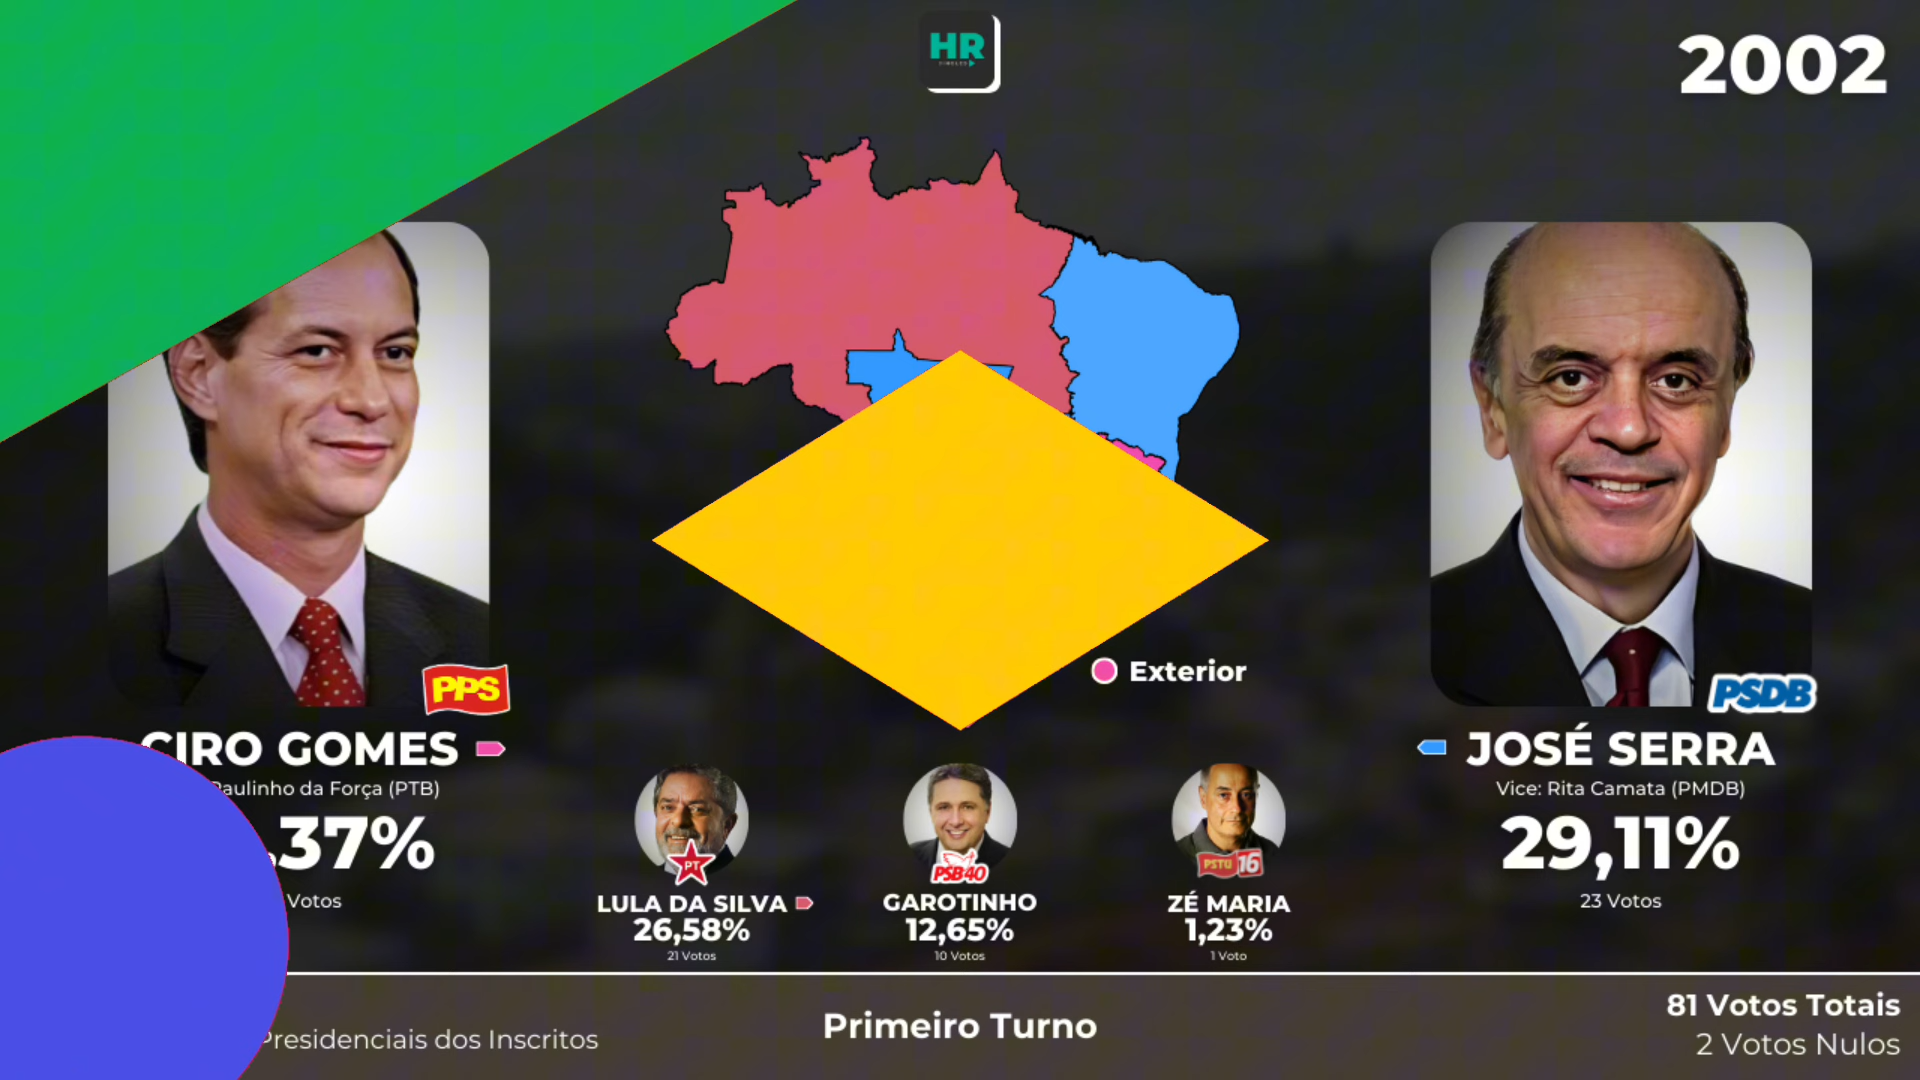 HR
2002
Exterior
PPS
PSDB
CIRO GOMES
Paulinho da Força (PTB)
,37%
Votos
JOSÉ SERRA
Vice: Rita Camata (PMDB)
29,11%
23 Votos
PT
LULA DA SILVA
26,58%
21 Votos
PSB40
GAROTINHO
12,65%
10 Votos
PSTU 16
ZÉ MARIA
1,23%
1 Voto
Presidenciais dos Inscritos
Primeiro Turno
81 Votos Totais
2 Votos Nulos